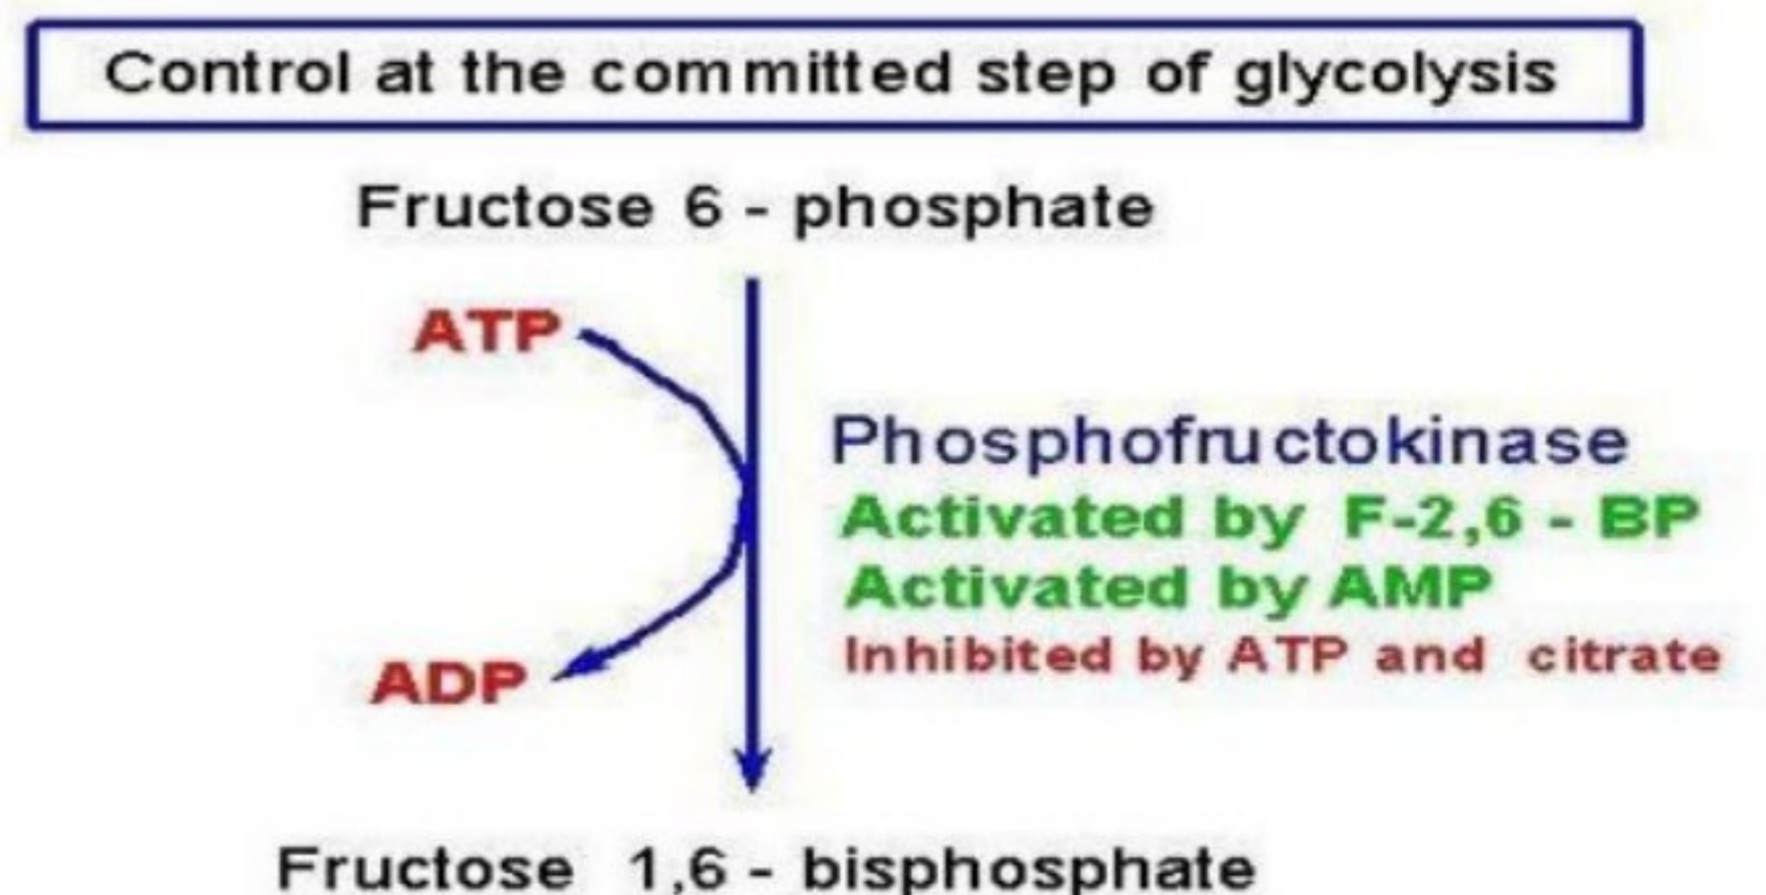 Control at the committed step of glycolysis
Fructose 6 - phosphate
ATP
Phosphofructokinase
Activated by F-2,6 - BP
Activated by AMP
Inhibited by ATP and citrate
ADP
Fructose 1,6 - bisphosphate